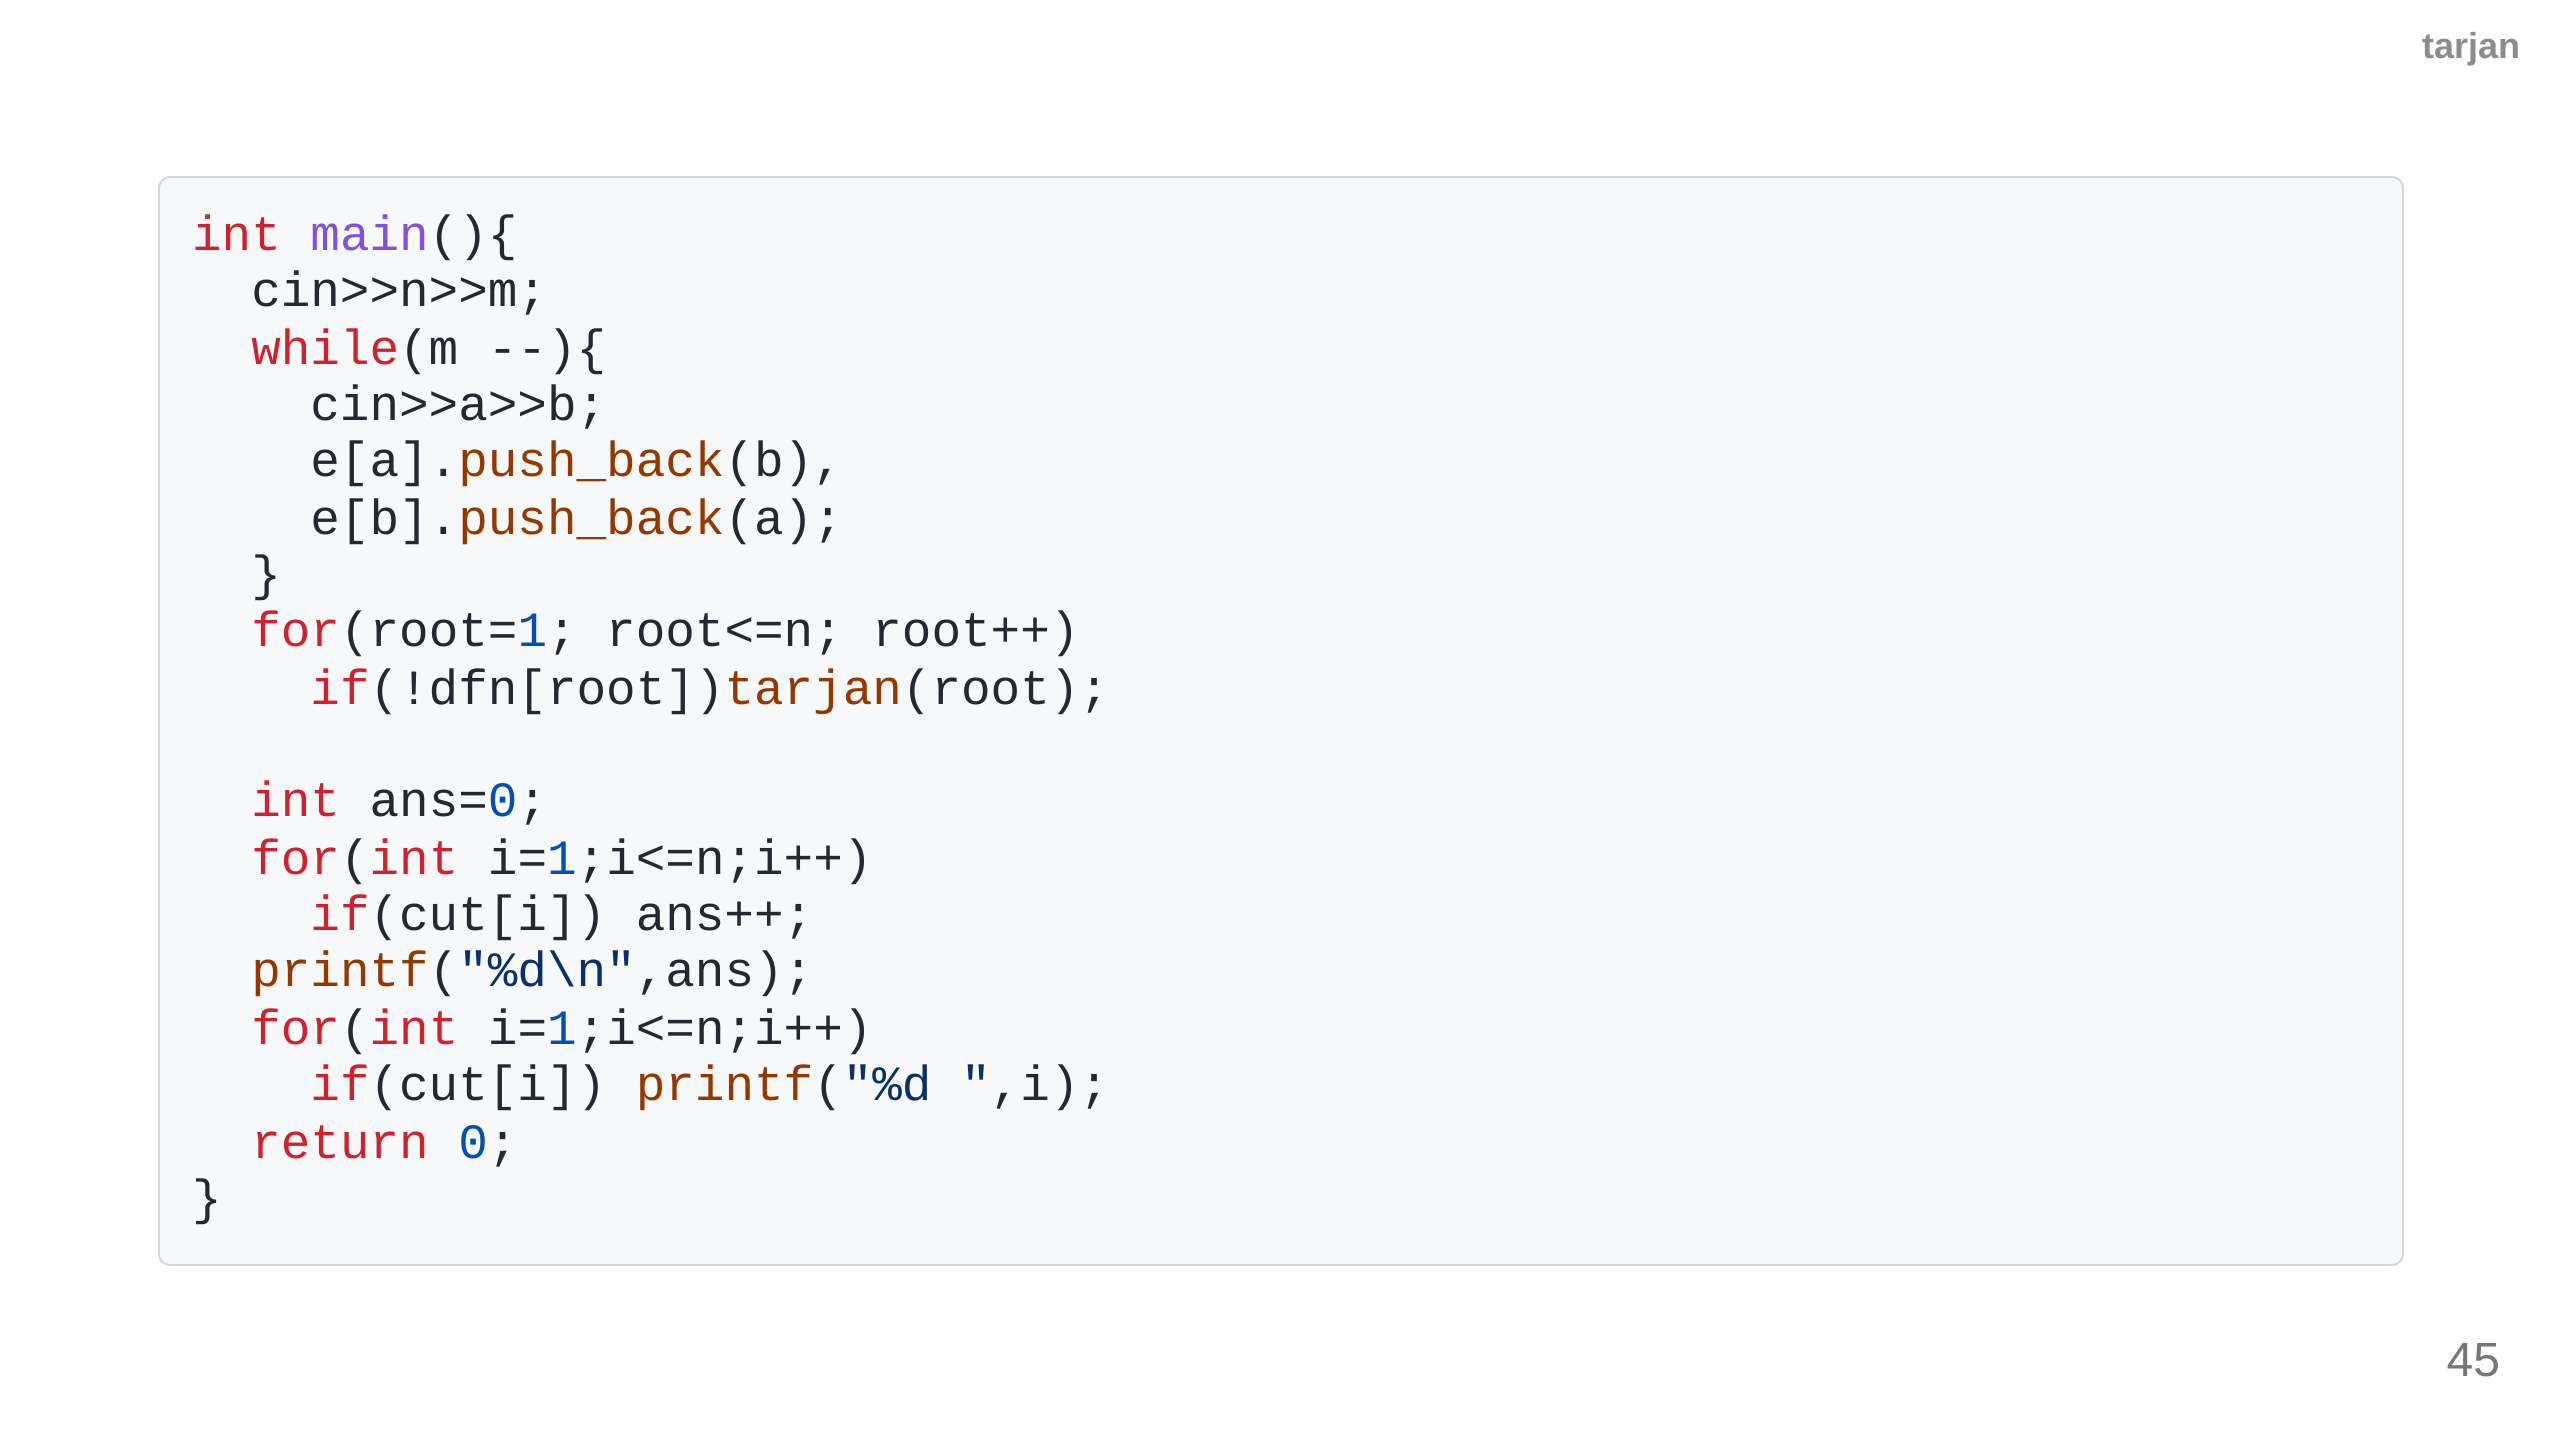 tarjan
int main(){
  cin>>n>>m;
  while(m --){
    cin>>a>>b;
    e[a].push_back(b),
    e[b].push_back(a);
  }
  for(root=1; root<=n; root++)
    if(!dfn[root])tarjan(root);

  int ans=0;
  for(int i=1;i<=n;i++)
    if(cut[i]) ans++;
  printf("%d\n",ans);
  for(int i=1;i<=n;i++)
    if(cut[i]) printf("%d ",i);
  return 0;
}
45